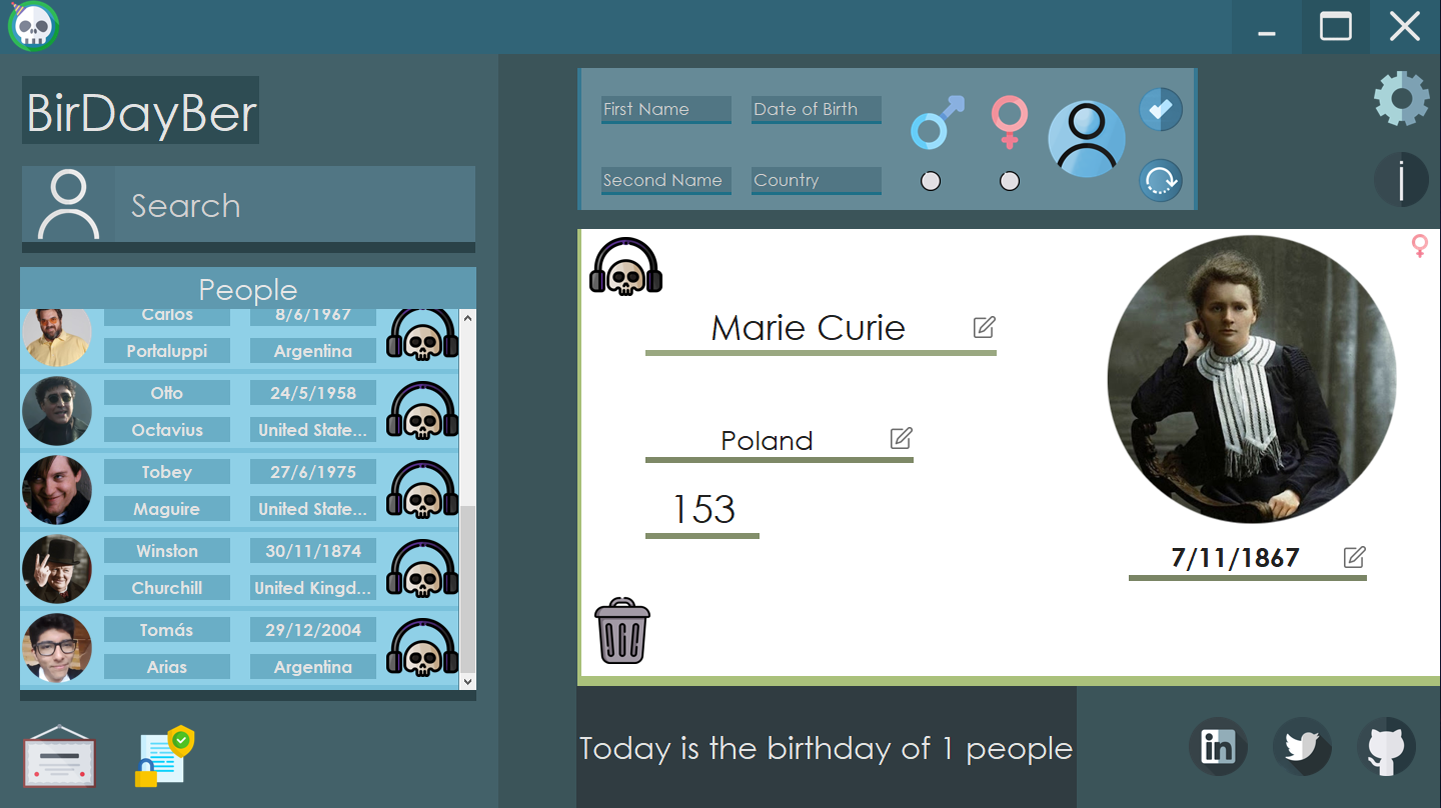 BirDayBer
Search
People
Carlos 8/6/1967
Portaluppi Argentina
Otto 24/5/1958
Octavius United State...
Tobey 27/6/1975
Maguire United State...
Winston 30/11/1874
Churchill United Kingd...
Tomás 29/12/2004
Arias Argentina
First Name Date of Birth
Second Name Country
i
Marie Curie
Poland
153
7/11/1867
Today is the birthday of 1 people
in